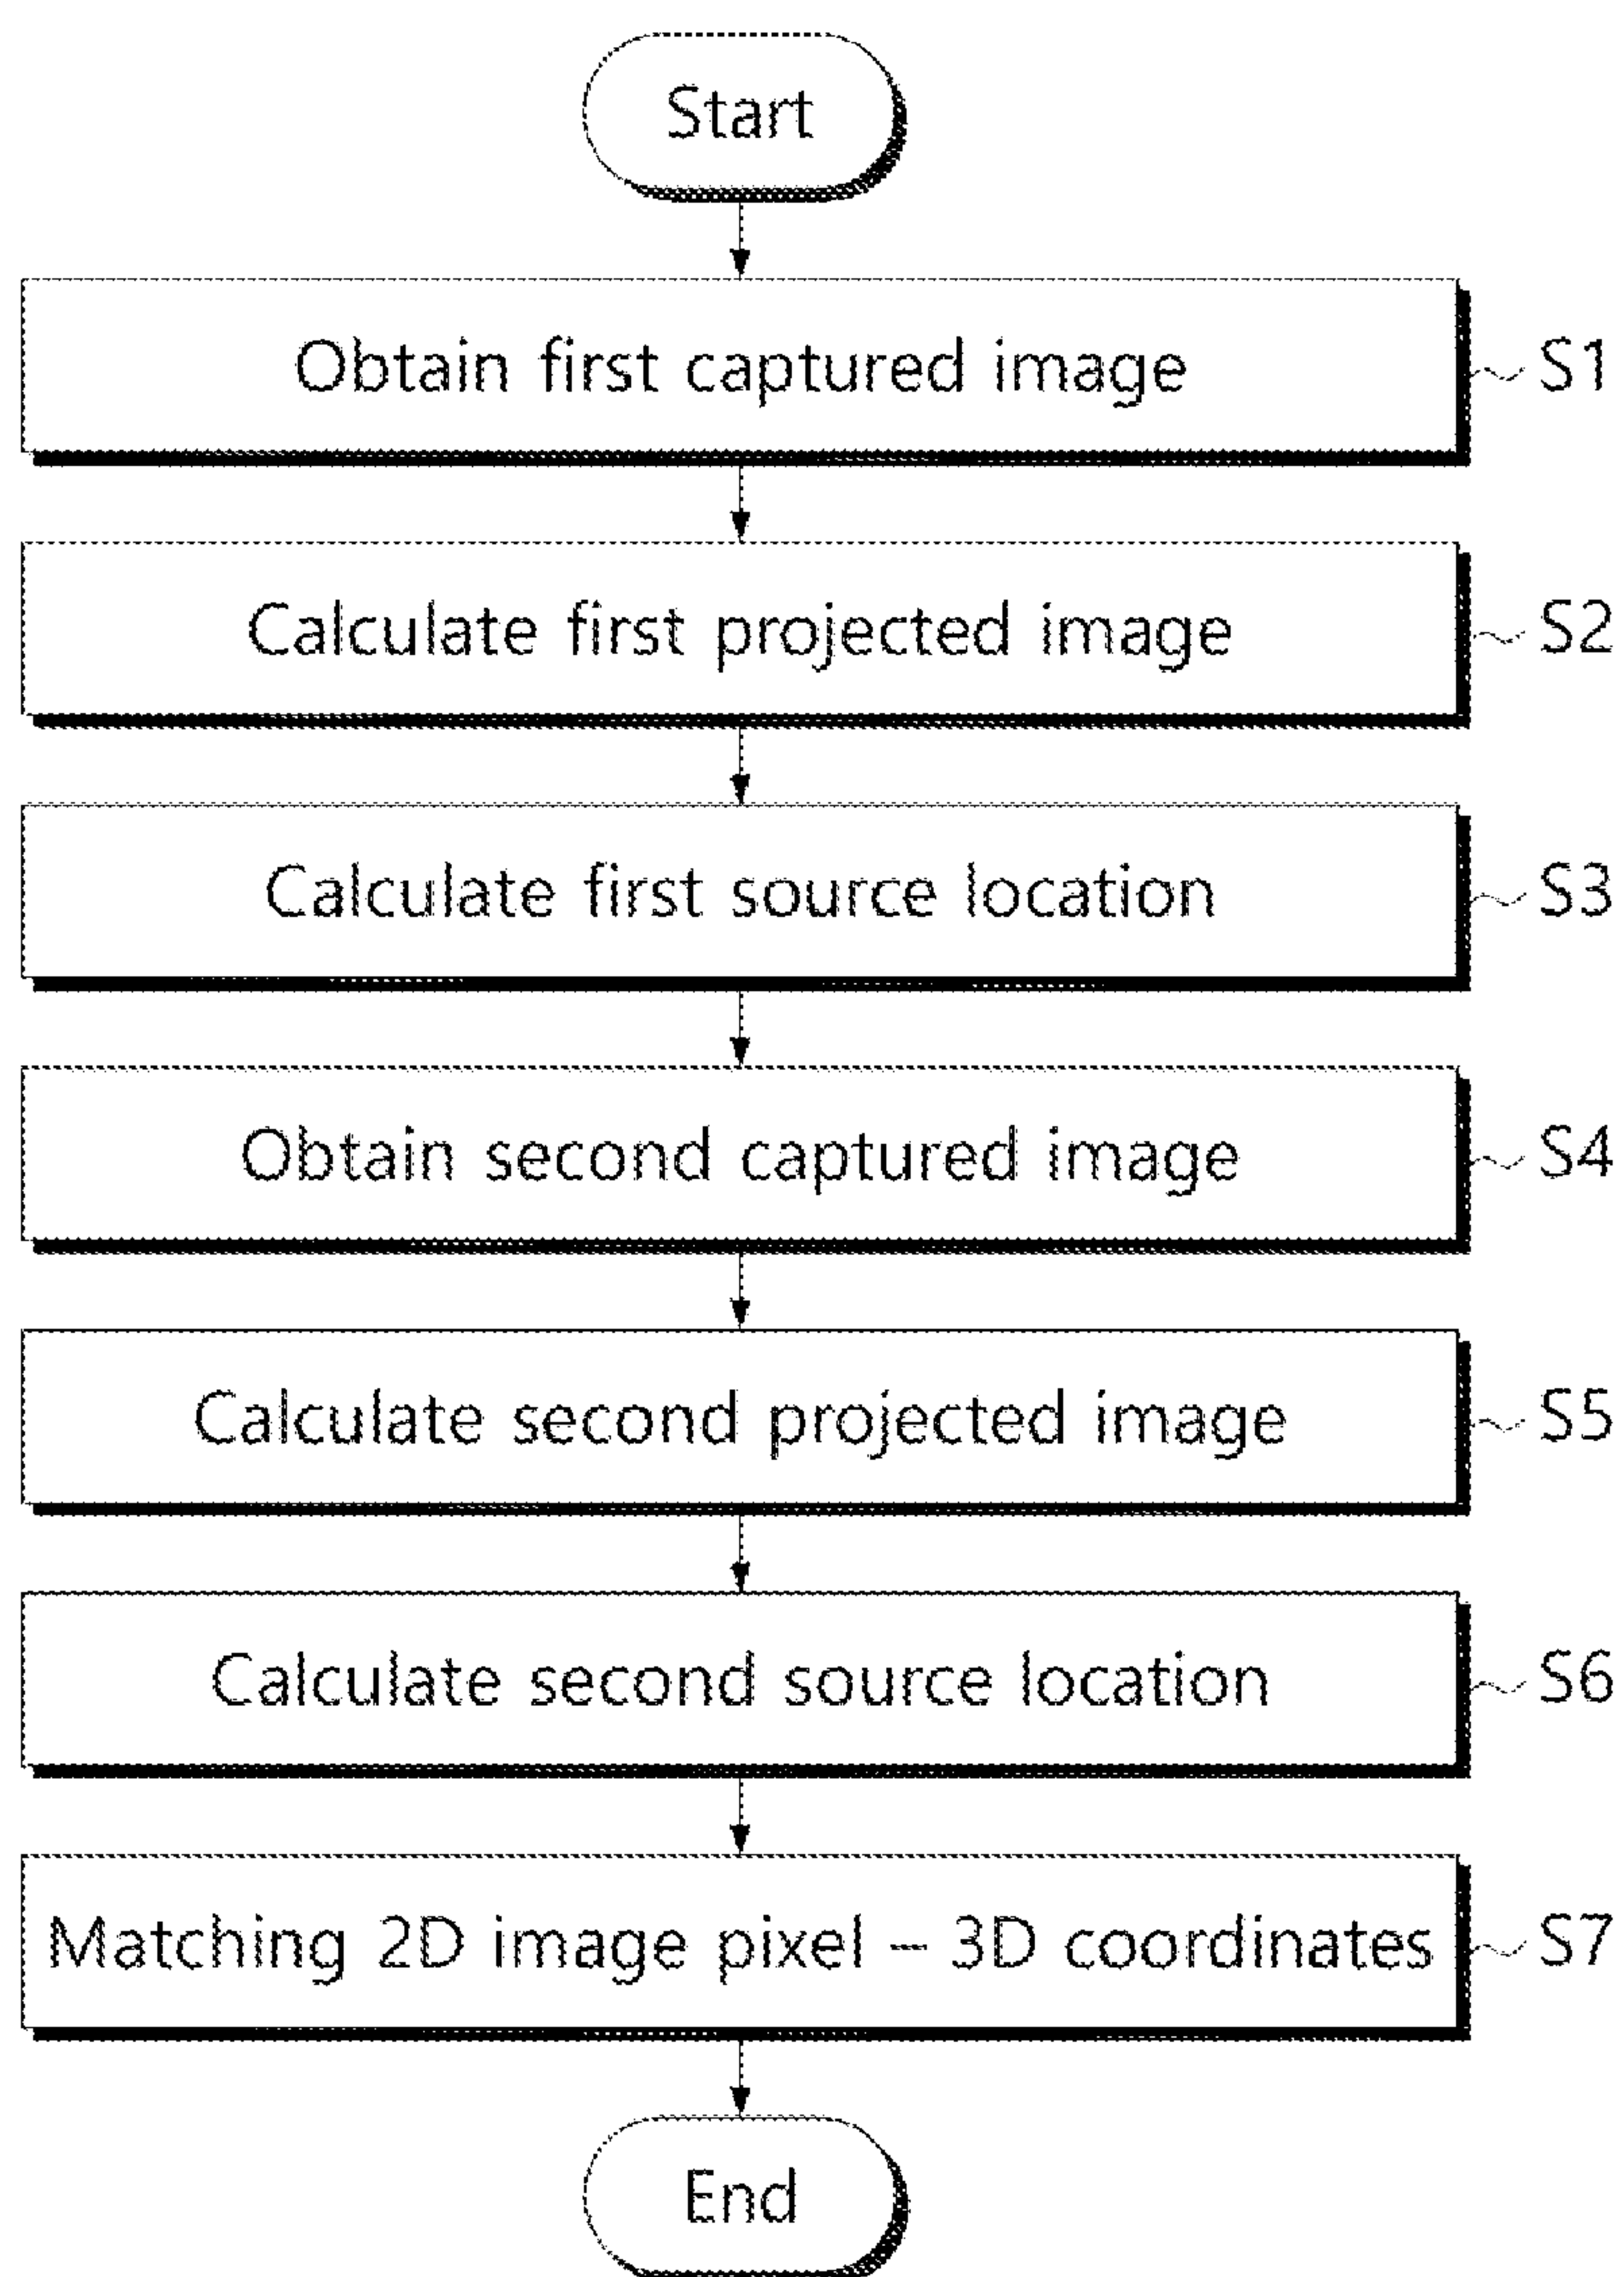 Start
Obtain first captured image S1
Calculate first projected image S2
Calculate first source location S3
Obtain second captured image S4
Calculate second projected image S5
Calculate second source location S6
Matching 2D image pixel – 3D coordinates S7
End